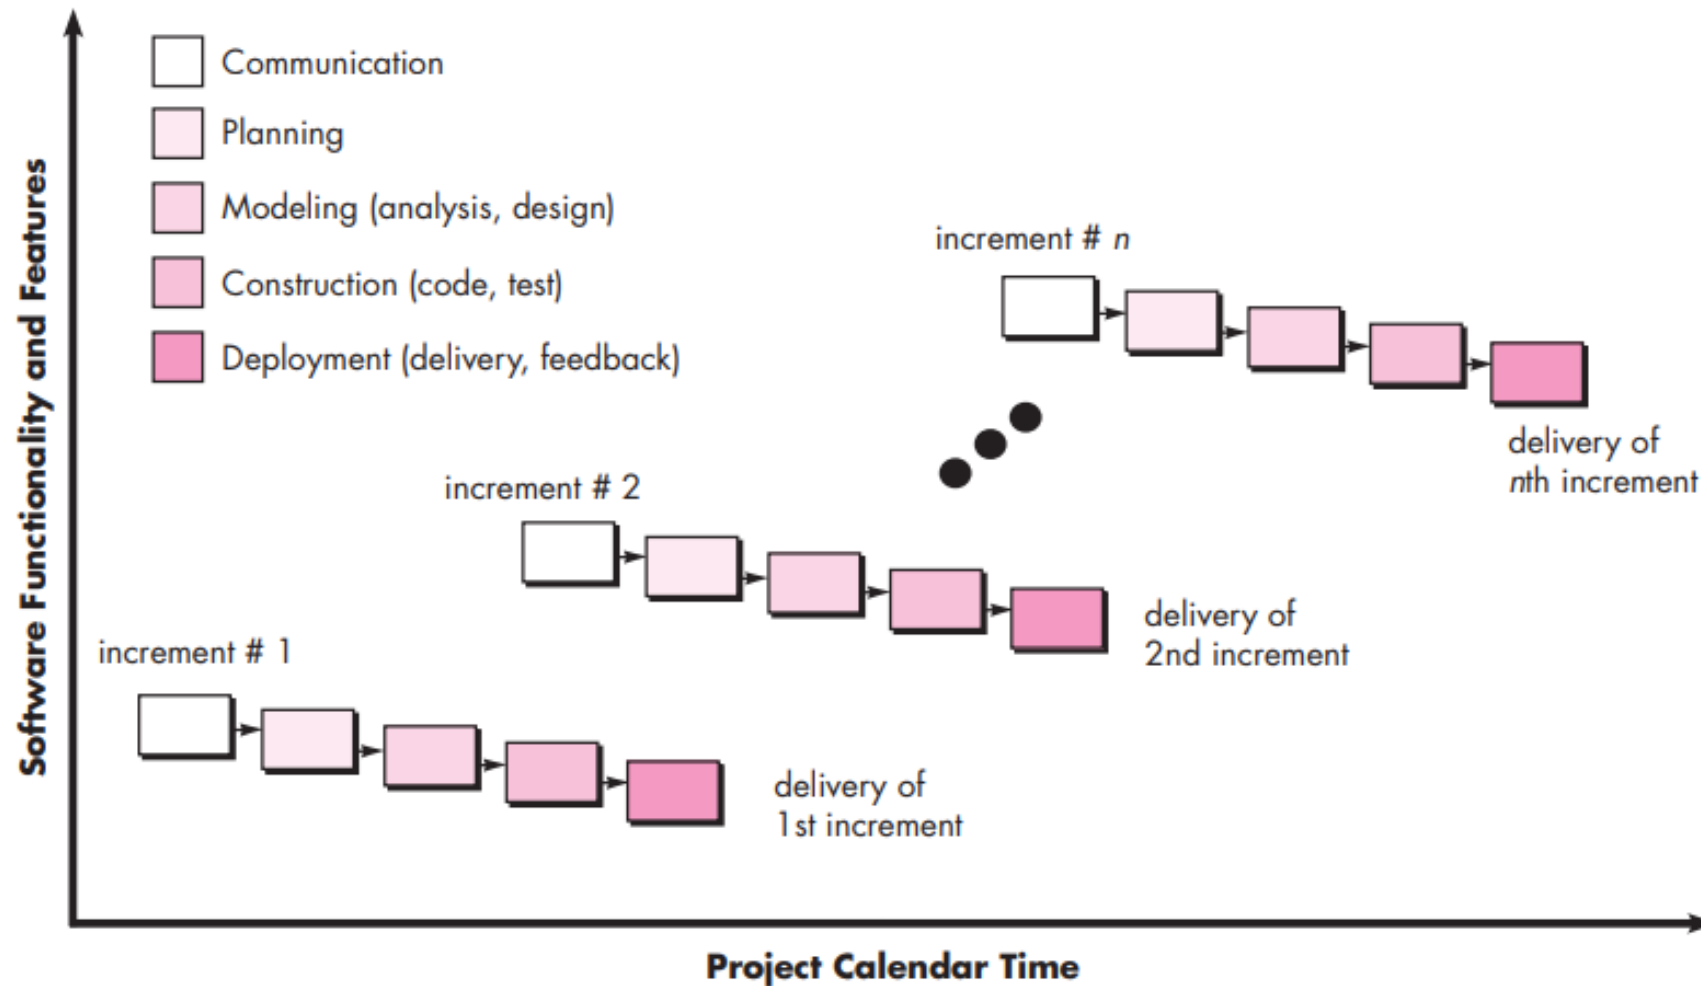 Communication
Planning
Modeling (analysis, design)
Construction (code, test)
Deployment (delivery, feedback)
Software Functionality and Features
increment # n
delivery of
nth increment
increment # 2
delivery of
2nd increment
increment # 1
delivery of
1st increment
Project Calendar Time